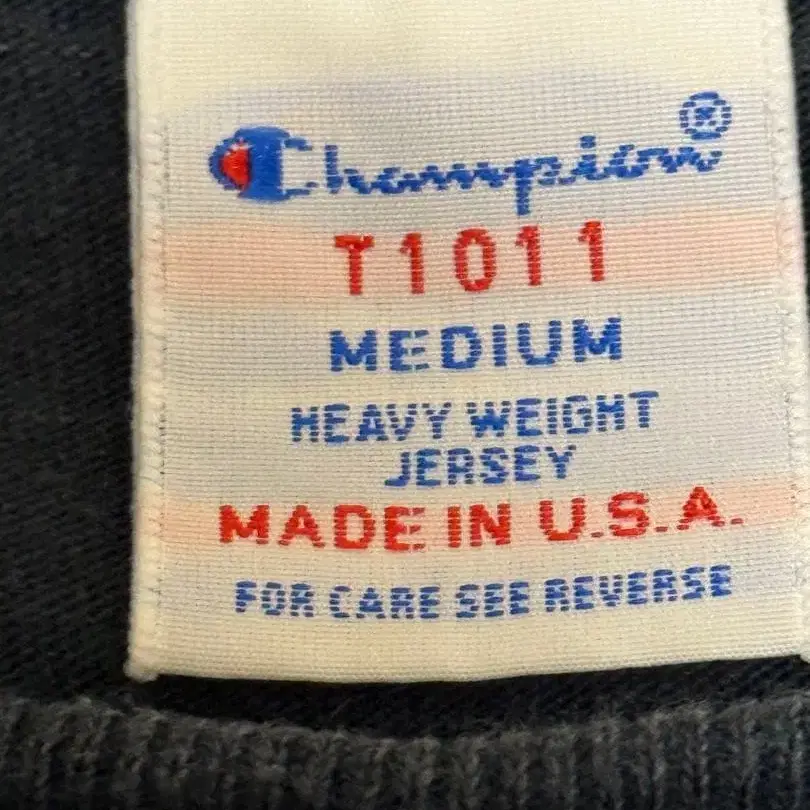 Champion®
T1011
MEDIUM
HEAVY WEIGHT
JERSEY
MADE IN U.S.A.
FOR CARE SEE REVERSE